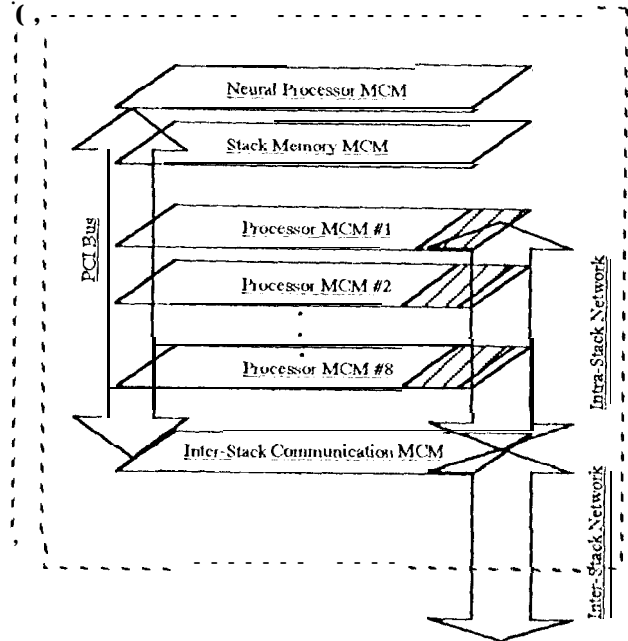 Neural Processor MCM
Stack Memory MCM
Processor MCM #1
Processor MCM #2
Processor MCM #8
Inter-Stack Communication MCM
PCI Bus
Intra-Stack Network
Inter-Stack Network